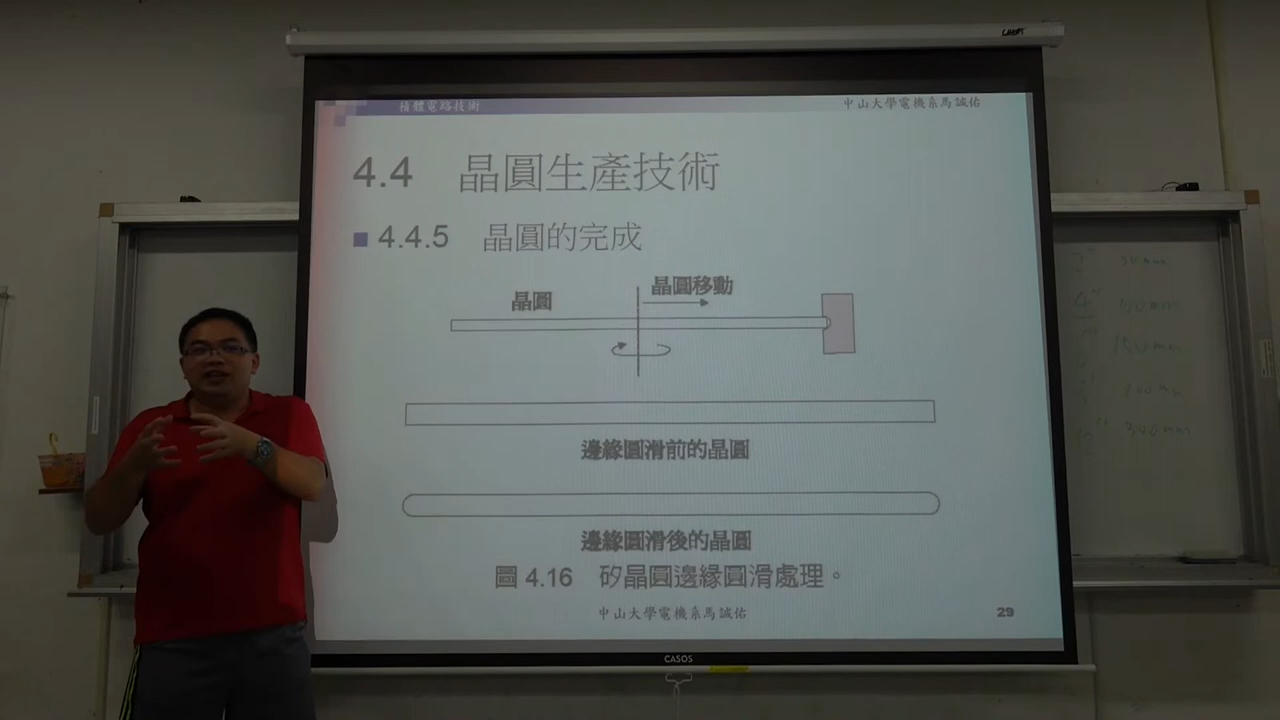 積體電路技術
中山大學電機系馬誠佑
4.4 晶圓生產技術
4.4.5 晶圓的完成
晶圓移動
晶圓
邊緣圓滑前的晶圓
邊緣圓滑後的晶圓
圖 4.16 矽晶圓邊緣圓滑處理。
中山大學電機系馬誠佑
29
CASOS